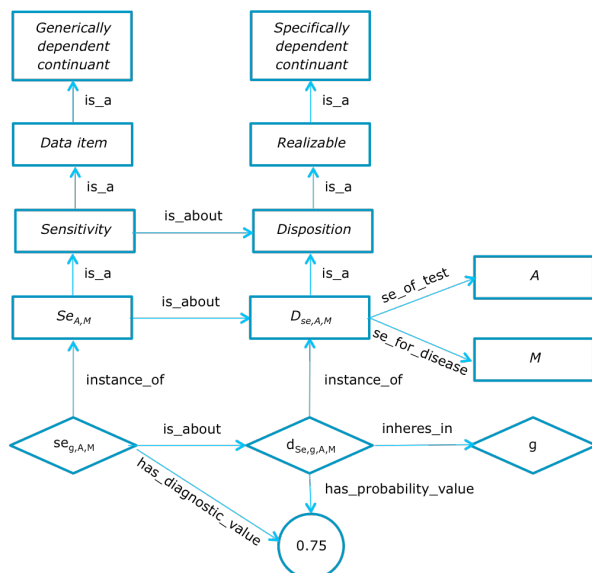 Generically
dependent
continuant
Specifically
dependent
continuant
is_a
is_a
Data item
Realizable
is_a
is_a
is_about
Sensitivity
Disposition
is_a
is_a
is_about
se_of_test
A
Se_A,M
D_se,A,M
se_for_disease
M
instance_of
instance_of
is_about
inheres_in
se_g,A,M
d_Se,g,A,M
g
has_diagnostic_value
has_probability_value
0.75